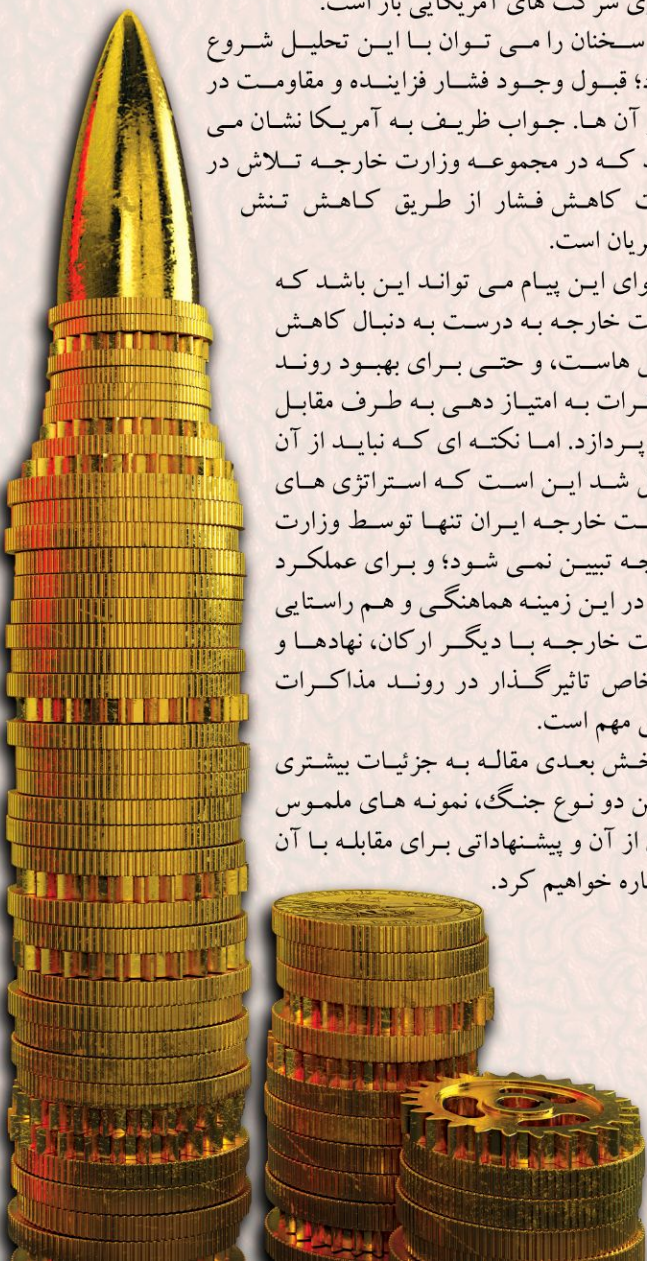 ی شرکت های آمریکایی باز است.
سخنان را می توان با این تحلیل شروع
د؛ قبول وجود فشار فزاینده و مقاومت در
آن ها. جواب ظریف به آمریکا نشان می
د که در مجموعه وزارت خارجه تلاش در
ت کاهش فشار از طریق کاهش تنش
ریان است.
وای این پیام می تواند این باشد که
ت خارجه به درست به دنبال کاهش
ی هاست، و حتی برای بهبود روند
رات به امتیاز دهی به طرف مقابل
پردازد. اما نکته ای که نباید از آن
ل شد این است که استراتژی های
ت خارجه ایران تنها توسط وزارت
جه تبیین نمی شود؛ و برای عملکرد
در این زمینه هماهنگی و هم راستایی
ت خارجه با دیگر ارکان، نهادها و
خاص تاثیرگذار در روند مذاکرات
ی مهم است.
خش بعدی مقاله به جزئیات بیشتری
ن دو نوع جنگ، نمونه های ملموس
ی از آن و پیشنهاداتی برای مقابله با آن
اره خواهیم کرد.